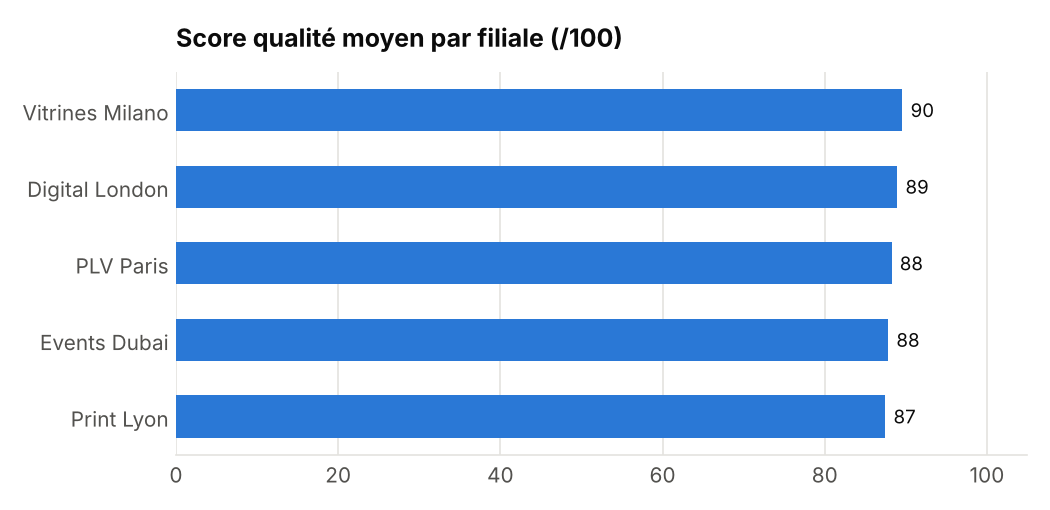 Score qualité moyen par filiale (/100)
Vitrines Milano 90
Digital London 89
PLV Paris 88
Events Dubai 88
Print Lyon 87
0 20 40 60 80 100